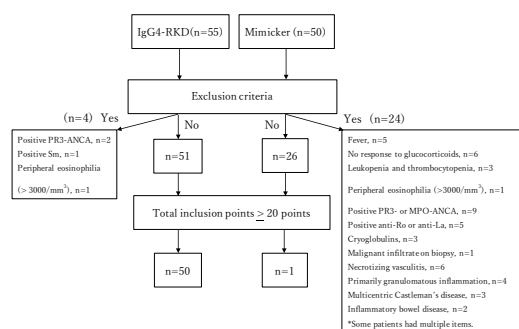 IgG4-RKD(n=55)
Mimicker (n=50)
Exclusion criteria
(n=4) Yes
No
No
Yes (n=24)
Positive PR3-ANCA, n=2
Positive Sm, n=1
Peripheral eosinophilia
(> 3000/mm³), n=1
n=51
n=26
Fever, n=5
No response to glucocorticoids, n=6
Leukopenia and thrombocytopenia, n=3
Peripheral eosinophilia (>3000/mm³), n=1
Positive PR3- or MPO-ANCA, n=9
Positive anti-Ro or anti-La, n=5
Cryoglobulins, n=3
Malignant infiltrate on biopsy, n=1
Necrotizing vasculitis, n=6
Primarily granulomatous inflammation, n=4
Multicentric Castleman's disease, n=3
Inflammatory bowel disease, n=2
*Some patients had multiple items.
Total inclusion points ≥ 20 points
n=50
n=1